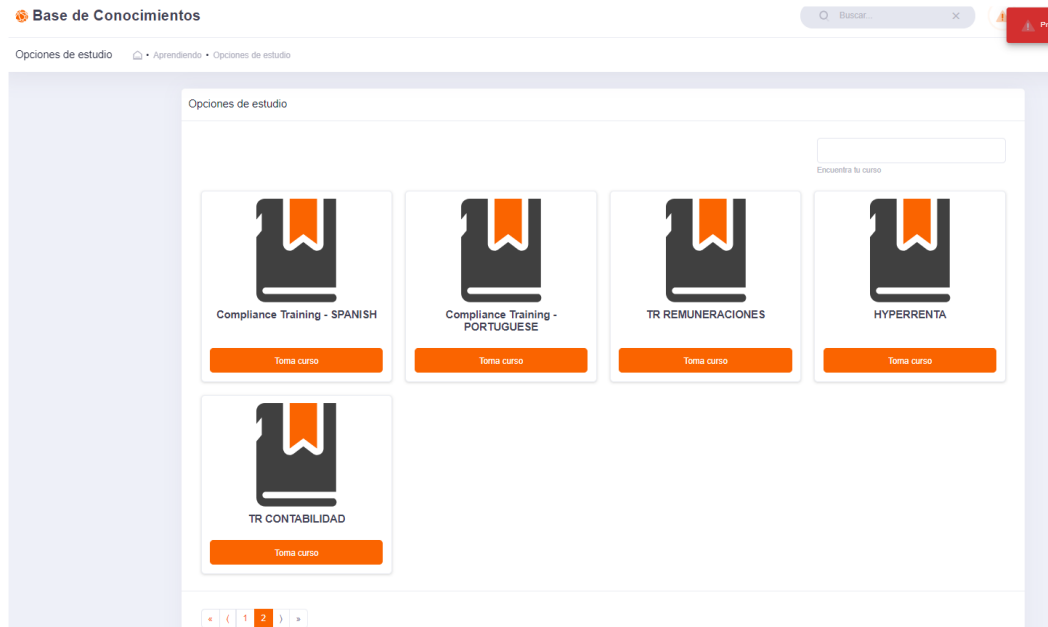 Base de Conocimientos
Buscar...
Opciones de estudio
• Aprendiendo • Opciones de estudio
Opciones de estudio
Encuentra tu curso
Compliance Training - SPANISH
Toma curso
Compliance Training -
PORTUGUESE
Toma curso
TR REMUNERACIONES
Toma curso
HYPERRENTA
Toma curso
TR CONTABILIDAD
Toma curso
« ⟨ 1 2 ⟩ »